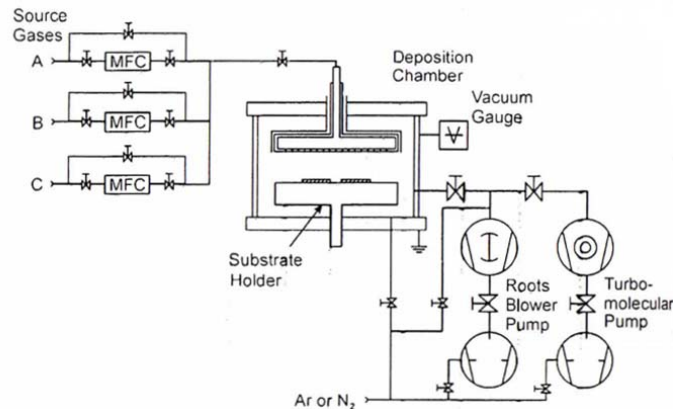 Source
Gases
A
MFC
B
MFC
C
MFC
Deposition
Chamber
Vacuum
Gauge
V
Substrate
Holder
Roots
Blower
Pump
Turbo-
molecular
Pump
Ar or N₂